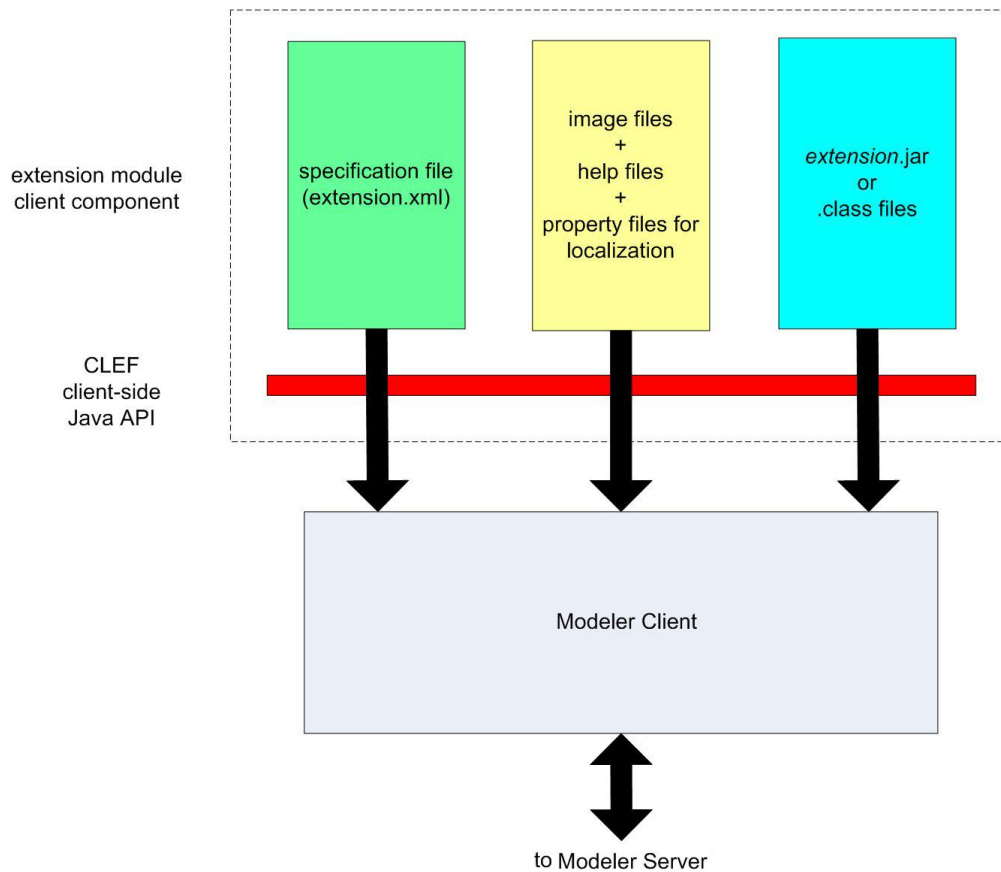 extension module
client component
specification file
(extension.xml)
image files
+
help files
+
property files for
localization
extension.jar
or
.class files
CLEF
client-side
Java API
Modeler Client
to Modeler Server